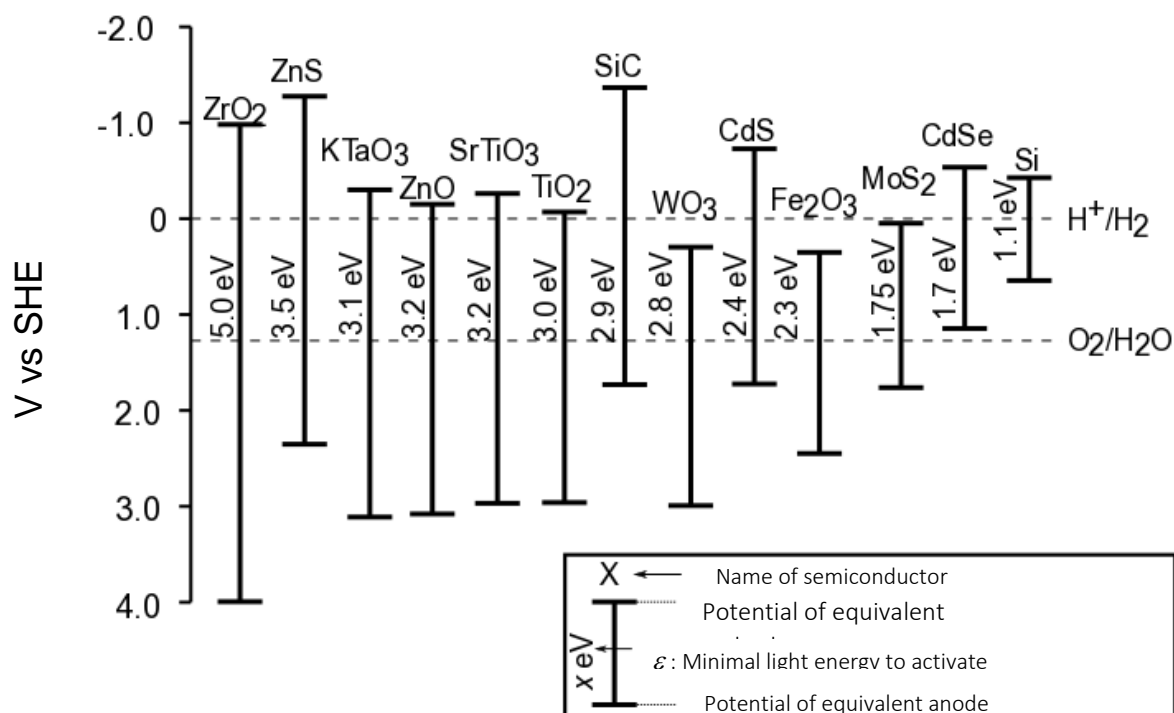 V vs SHE
-2.0
-1.0
0
1.0
2.0
3.0
4.0
ZrO2
5.0 eV
ZnS
3.5 eV
KTaO3
3.1 eV
ZnO
3.2 eV
SrTiO3
3.2 eV
TiO2
3.0 eV
SiC
2.9 eV
WO3
2.8 eV
CdS
2.4 eV
Fe2O3
2.3 eV
MoS2
1.75 eV
CdSe
1.7 eV
Si
1.1 eV
H+/H2
O2/H2O
X
Name of semiconductor
Potential of equivalent
x eV
ε : Minimal light energy to activate
Potential of equivalent anode